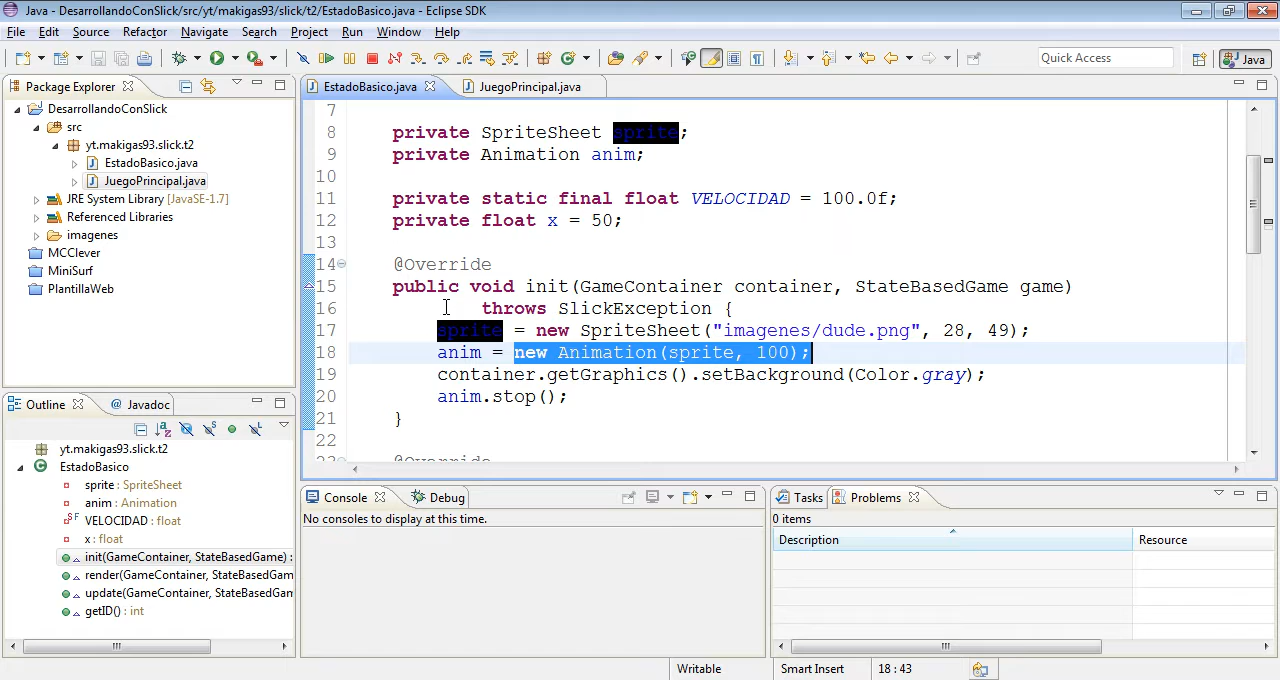 Java - DesarrollandoConSlick/src/yt/makigas93/slick/t2/EstadoBasico.java - Eclipse SDK
File Edit Source Refactor Navigate Search Project Run Window Help
Quick Access
Java
Package Explorer
DesarrollandoConSlick
src
yt.makigas93.slick.t2
EstadoBasico.java
JuegoPrincipal.java
JRE System Library [JavaSE-1.7]
Referenced Libraries
imagenes
MCClever
MiniSurf
PlantillaWeb
Outline
@ Javadoc
yt.makigas93.slick.t2
EstadoBasico
sprite : SpriteSheet
anim : Animation
VELOCIDAD : float
x : float
init(GameContainer, StateBasedGame) :
render(GameContainer, StateBasedGam
update(GameContainer, StateBasedGam
getID() : int
EstadoBasico.java
JuegoPrincipal.java
7
8 private SpriteSheet sprite;
9 private Animation anim;
10
11 private static final float VELOCIDAD = 100.0f;
12 private float x = 50;
13
14 @Override
15 public void init(GameContainer container, StateBasedGame game)
16 throws SlickException {
17 sprite = new SpriteSheet("imagenes/dude.png", 28, 49);
18 anim = new Animation(sprite, 100);
19 container.getGraphics().setBackground(Color.gray);
20 anim.stop();
21 }
22
23 @Override
Console
Debug
No consoles to display at this time.
Tasks
Problems
0 items
Description
Resource
Writable
Smart Insert
18 : 43